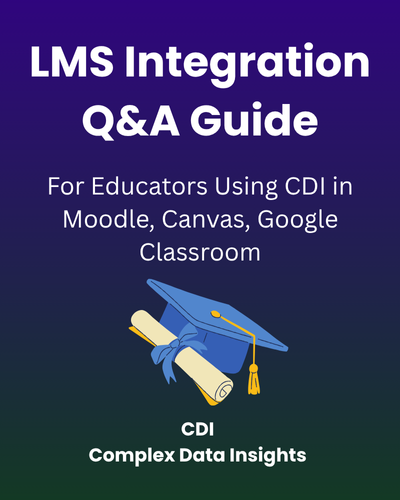 LMS Integration
Q&A Guide
For Educators Using CDI in
Moodle, Canvas, Google
Classroom
CDI
Complex Data Insights